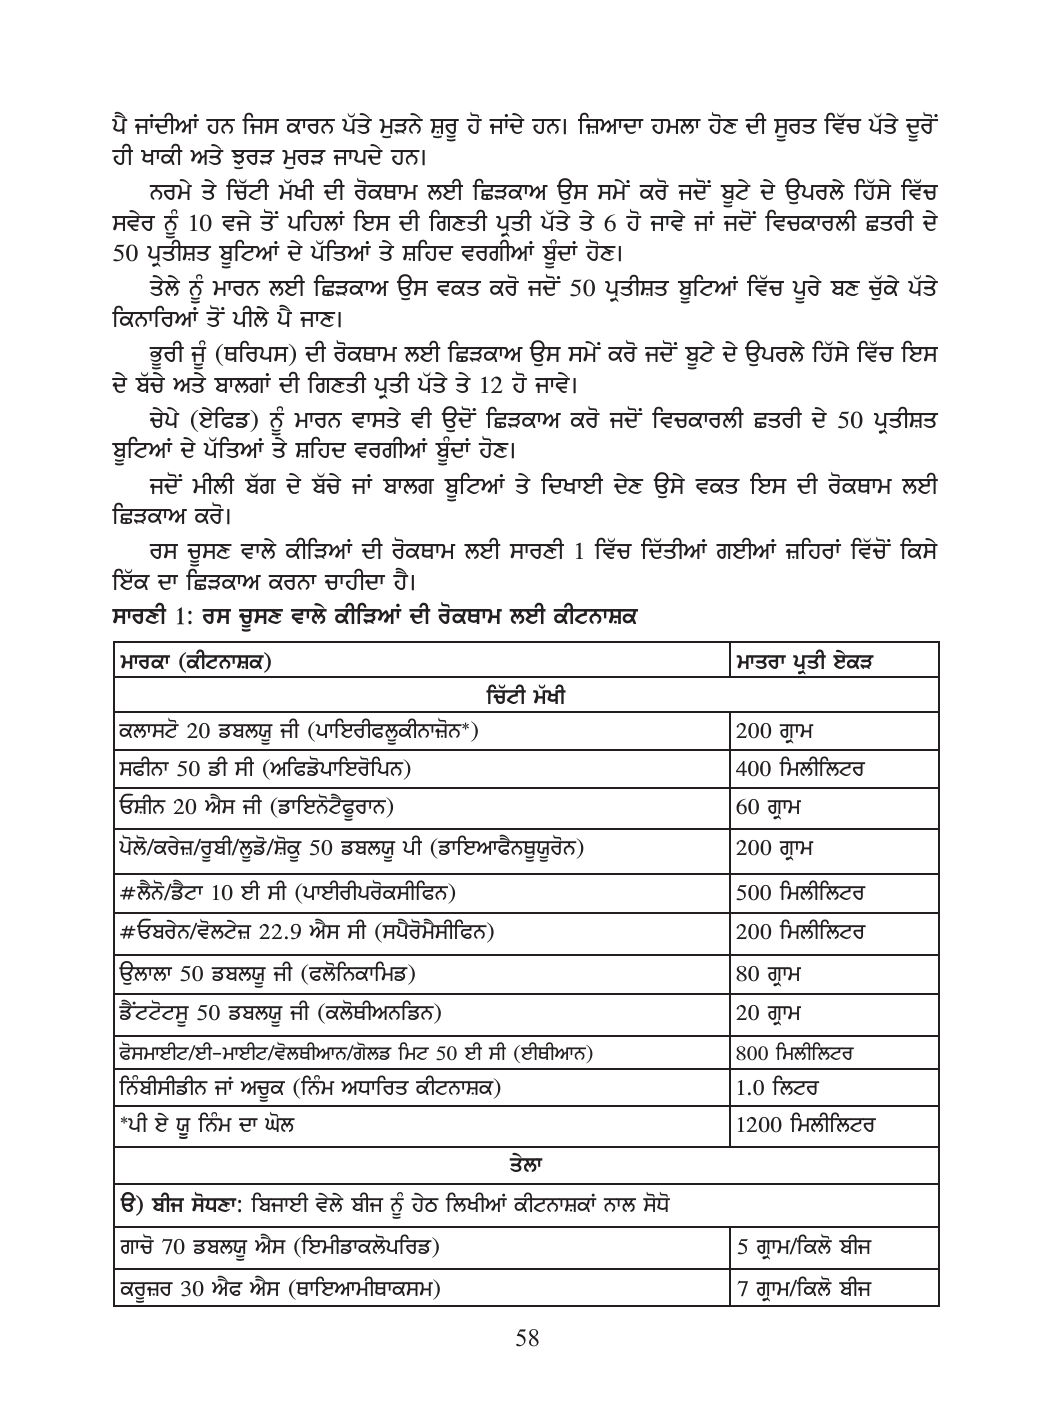 ਪੈ ਜਾਂਦੀਆਂ ਹਨ ਜਿਸ ਕਾਰਨ ਪੱਤੇ ਮੁੜਨੇ ਸ਼ੁਰੂ ਹੋ ਜਾਂਦੇ ਹਨ। ਜ਼ਿਆਦਾ ਹਮਲਾ ਹੋਣ ਦੀ ਸੂਰਤ ਵਿੱਚ ਪੱਤੇ ਦੂਰੋਂ
ਹੀ ਖਾਕੀ ਅਤੇ ਝੁਰੜ ਮੁਰੜ ਜਾਪਦੇ ਹਨ।
ਨਰਮੇ ਤੇ ਚਿੱਟੀ ਮੱਖੀ ਦੀ ਰੋਕਥਾਮ ਲਈ ਛਿੜਕਾਅ ਉਸ ਸਮੇਂ ਕਰੋ ਜਦੋਂ ਬੂਟੇ ਦੇ ਉਪਰਲੇ ਹਿੱਸੇ ਵਿੱਚ
ਸਵੇਰ ਨੂੰ 10 ਵਜੇ ਤੋਂ ਪਹਿਲਾਂ ਇਸ ਦੀ ਗਿਣਤੀ ਪ੍ਰਤੀ ਪੱਤੇ ਤੇ 6 ਹੋ ਜਾਵੇ ਜਾਂ ਜਦੋਂ ਵਿਚਕਾਰਲੀ ਛਤਰੀ ਦੇ
50 ਪ੍ਰਤੀਸ਼ਤ ਬੂਟਿਆਂ ਦੇ ਪੱਤਿਆਂ ਤੇ ਸ਼ਹਿਦ ਵਰਗੀਆਂ ਬੂੰਦਾਂ ਹੋਣ।
ਤੇਲੇ ਨੂੰ ਮਾਰਨ ਲਈ ਛਿੜਕਾਅ ਉਸ ਵਕਤ ਕਰੋ ਜਦੋਂ 50 ਪ੍ਰਤੀਸ਼ਤ ਬੂਟਿਆਂ ਵਿੱਚ ਪੂਰੇ ਬਣ ਚੁੱਕੇ ਪੱਤੇ
ਕਿਨਾਰਿਆਂ ਤੋਂ ਪੀਲੇ ਪੈ ਜਾਣ।
ਭੂਰੀ ਜੂੰ (ਥਰਿਪਸ) ਦੀ ਰੋਕਥਾਮ ਲਈ ਛਿੜਕਾਅ ਉਸ ਸਮੇਂ ਕਰੋ ਜਦੋਂ ਬੂਟੇ ਦੇ ਉਪਰਲੇ ਹਿੱਸੇ ਵਿੱਚ ਇਸ
ਦੇ ਬੱਚੇ ਅਤੇ ਬਾਲਗਾਂ ਦੀ ਗਿਣਤੀ ਪ੍ਰਤੀ ਪੱਤੇ ਤੇ 12 ਹੋ ਜਾਵੇ।
ਚੇਪੇ (ਏਫਿਡ) ਨੂੰ ਮਾਰਨ ਵਾਸਤੇ ਵੀ ਉਦੋਂ ਛਿੜਕਾਅ ਕਰੋ ਜਦੋਂ ਵਿਚਕਾਰਲੀ ਛਤਰੀ ਦੇ 50 ਪ੍ਰਤੀਸ਼ਤ
ਬੂਟਿਆਂ ਦੇ ਪੱਤਿਆਂ ਤੇ ਸ਼ਹਿਦ ਵਰਗੀਆਂ ਬੂੰਦਾਂ ਹੋਣ।
ਜਦੋਂ ਮੀਲੀ ਬੱਗ ਦੇ ਬੱਚੇ ਜਾਂ ਬਾਲਗ ਬੂਟਿਆਂ ਤੇ ਦਿਖਾਈ ਦੇਣ ਉਸੇ ਵਕਤ ਇਸ ਦੀ ਰੋਕਥਾਮ ਲਈ
ਛਿੜਕਾਅ ਕਰੋ।
ਰਸ ਚੂਸਣ ਵਾਲੇ ਕੀੜਿਆਂ ਦੀ ਰੋਕਥਾਮ ਲਈ ਸਾਰਣੀ 1 ਵਿੱਚ ਦਿੱਤੀਆਂ ਗਈਆਂ ਜ਼ਹਿਰਾਂ ਵਿੱਚੋਂ ਕਿਸੇ
ਇੱਕ ਦਾ ਛਿੜਕਾਅ ਕਰਨਾ ਚਾਹੀਦਾ ਹੈ।
ਸਾਰਣੀ 1: ਰਸ ਚੂਸਣ ਵਾਲੇ ਕੀੜਿਆਂ ਦੀ ਰੋਕਥਾਮ ਲਈ ਕੀਟਨਾਸ਼ਕ
ਮਾਰਕਾ (ਕੀਟਨਾਸ਼ਕ) ਮਾਤਰਾ ਪ੍ਰਤੀ ਏਕੜ
ਚਿੱਟੀ ਮੱਖੀ
ਕਲਾਸਟੋ 20 ਡਬਲਯੂ ਜੀ (ਪਾਇਰੀਫਲੂਕੀਨਾਜ਼ੋਨ*) 200 ਗ੍ਰਾਮ
ਸਫੀਨਾ 50 ਡੀ ਸੀ (ਅਫਿਡੋਪਾਇਰੋਪਿਨ) 400 ਮਿਲੀਲਿਟਰ
ਓਸ਼ੀਨ 20 ਐਸ ਜੀ (ਡਾਇਨੋਟੈਫੂਰਾਨ) 60 ਗ੍ਰਾਮ
ਪੋਲੋ/ਕਰੇਜ਼/ਰੂਬੀ/ਲੂਡੋ/ਸ਼ੋਕੂ 50 ਡਬਲਯੂ ਪੀ (ਡਾਇਆਫੈਨਥੂਯੂਰੋਨ) 200 ਗ੍ਰਾਮ
#ਲੈਨੋ/ਡੈਟਾ 10 ਈ ਸੀ (ਪਾਈਰੀਪਰੋਕਸੀਫਿਨ) 500 ਮਿਲੀਲਿਟਰ
#ਓਬਰੇਨ/ਵੋਲਟੇਜ਼ 22.9 ਐਸ ਸੀ (ਸਪੈਰੋਮੈਸੀਫਿਨ) 200 ਮਿਲੀਲਿਟਰ
ਉਲਾਲਾ 50 ਡਬਲਯੂ ਜੀ (ਫਲੋਨਿਕਾਮਿਡ) 80 ਗ੍ਰਾਮ
ਡੈਂਟਟੋਟਸੂ 50 ਡਬਲਯੂ ਜੀ (ਕਲੋਥੀਅਨਡਿਨ) 20 ਗ੍ਰਾਮ
ਫੋਸਮਾਈਟ/ਈ-ਮਾਈਟ/ਵੋਲਥੀਆਨ/ਗੋਲਡ ਮਿਟ 50 ਈ ਸੀ (ਈਥੀਆਨ) 800 ਮਿਲੀਲਿਟਰ
ਨਿੰਬੀਸੀਡੀਨ ਜਾਂ ਅਚੂਕ (ਨਿੰਮ ਅਧਾਰਿਤ ਕੀਟਨਾਸ਼ਕ) 1.0 ਲਿਟਰ
*ਪੀ ਏ ਯੂ ਨਿੰਮ ਦਾ ਘੋਲ 1200 ਮਿਲੀਲਿਟਰ
ਤੇਲਾ
ੳ) ਬੀਜ ਸੋਧਣਾ: ਬਿਜਾਈ ਵੇਲੇ ਬੀਜ ਨੂੰ ਹੇਠ ਲਿਖੀਆਂ ਕੀਟਨਾਸ਼ਕਾਂ ਨਾਲ ਸੋਧੋ
ਗਾਚੋ 70 ਡਬਲਯੂ ਐਸ (ਇਮੀਡਾਕਲੋਪਰਿਡ) 5 ਗ੍ਰਾਮ/ਕਿਲੋ ਬੀਜ
ਕਰੂਜ਼ਰ 30 ਐਫ ਐਸ (ਥਾਇਆਮੀਥਾਕਸਮ) 7 ਗ੍ਰਾਮ/ਕਿਲੋ ਬੀਜ
58